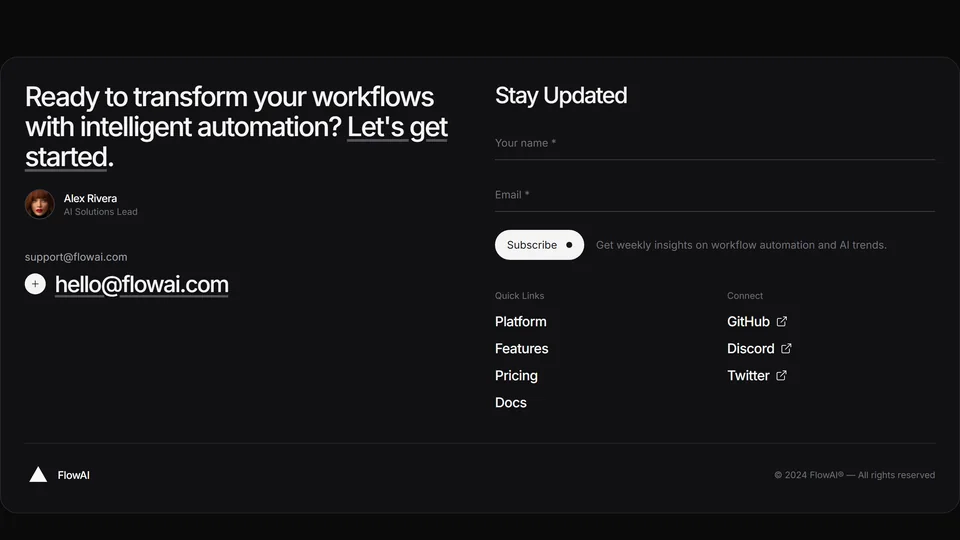 Ready to transform your workflows
with intelligent automation? Let's get
started.
Alex Rivera
AI Solutions Lead
support@flowai.com
hello@flowai.com
Stay Updated
Your name *
Email *
Subscribe
Get weekly insights on workflow automation and AI trends.
Quick Links
Platform
Features
Pricing
Docs
Connect
GitHub
Discord
Twitter
FlowAI
© 2024 FlowAI® — All rights reserved